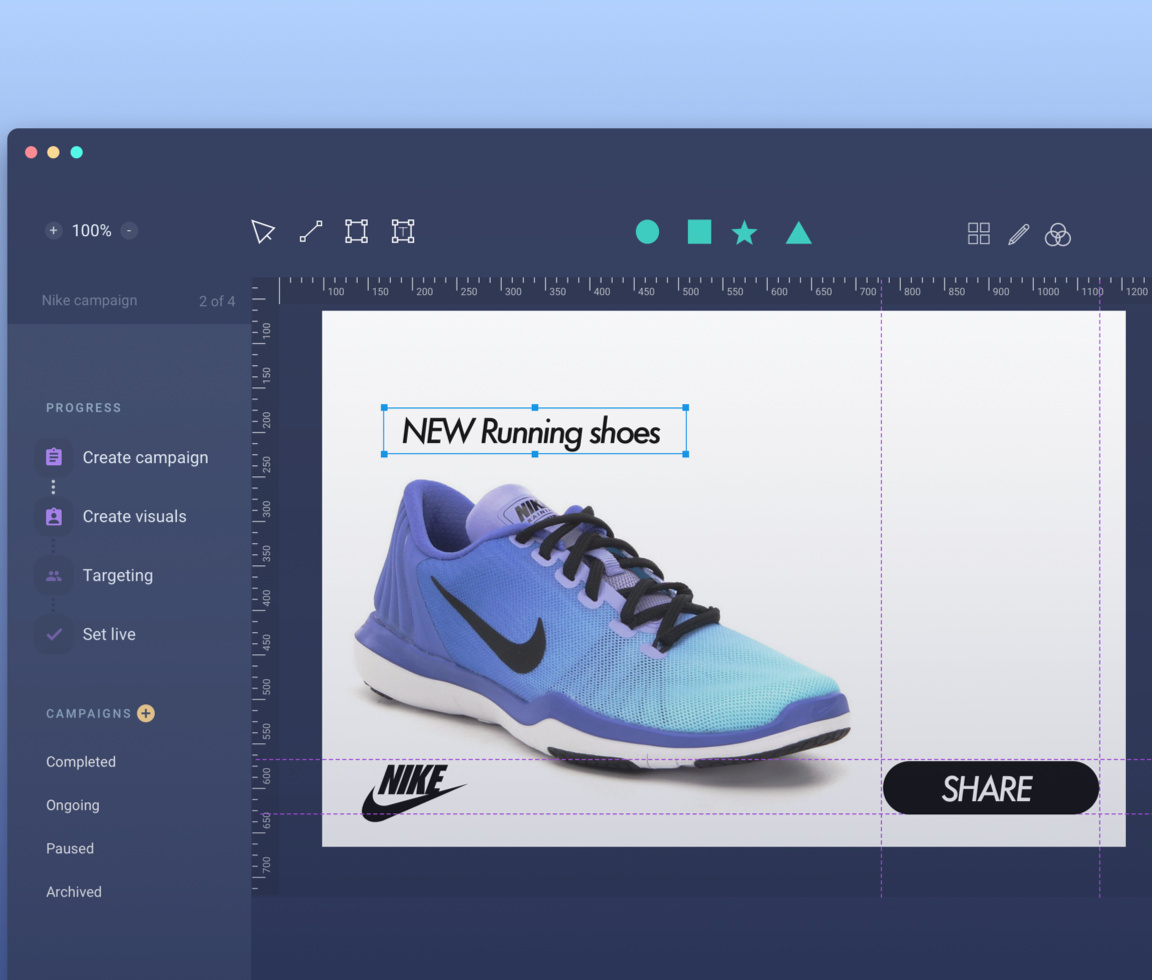 + 100% -
T
Nike campaign 2 of 4
100 150 200 250 300 350 400 450 500 550 600 650 700 800 850 900 1000 1100 1200
PROGRESS
Create campaign
Create visuals
Targeting
Set live
CAMPAIGNS +
Completed
Ongoing
Paused
Archived
100
150
200
250
300
350
400
450
500
550
600
650
700
NEW Running shoes
NIKE
NIKE
SHARE